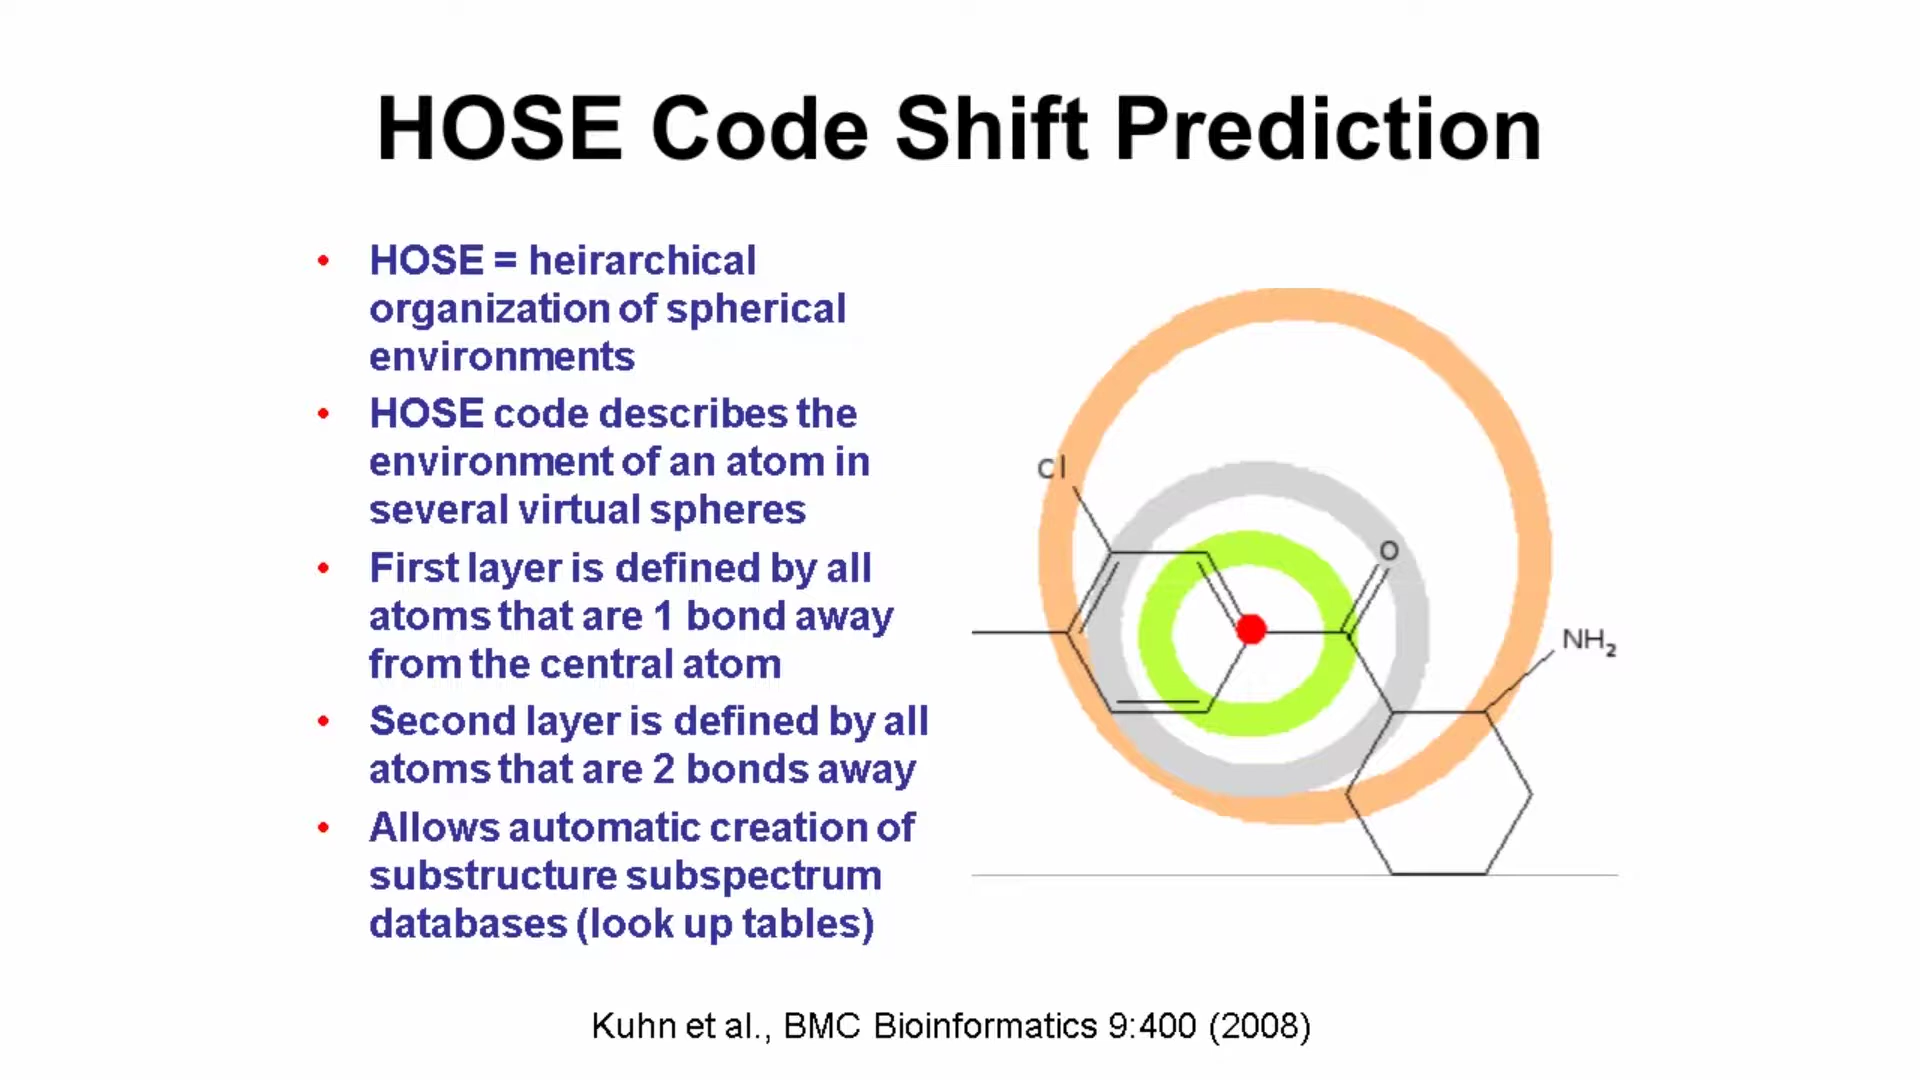 HOSE Code Shift Prediction
• HOSE = heirarchical
organization of spherical
environments
• HOSE code describes the
environment of an atom in
several virtual spheres
• First layer is defined by all
atoms that are 1 bond away
from the central atom
• Second layer is defined by all
atoms that are 2 bonds away
• Allows automatic creation of
substructure subspectrum
databases (look up tables)
Cl
O
NH₂
Kuhn et al., BMC Bioinformatics 9:400 (2008)